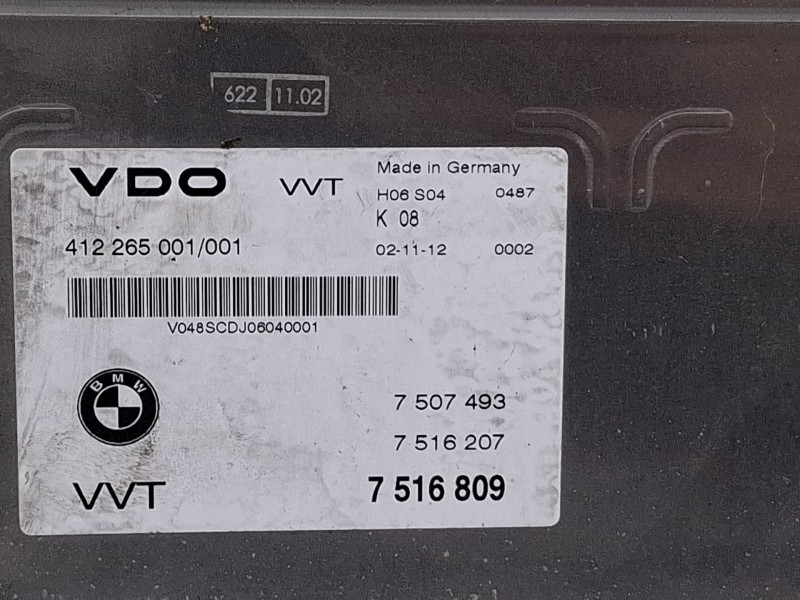 622 11.02
VDO VVT Made in Germany
H06 S04 0487
K 08
412 265 001/001 02-11-12 0002
V048SCDJ06040001
BMW
7 507 493
7 516 207
VVT 7 516 809